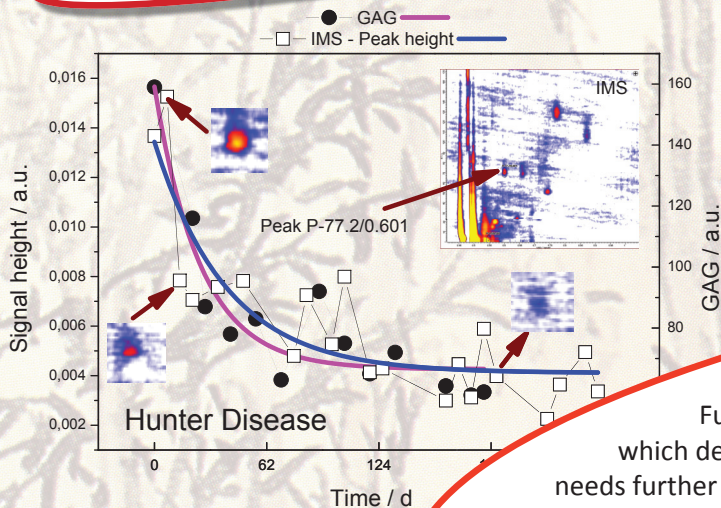 GAG
IMS - Peak height
0,016
0,014
0,012
0,010
0,008
0,006
0,004
0,002
Signal height / a.u.
160
140
120
100
80
GAG / a.u.
IMS
Peak P-77.2/0.601
Hunter Disease
0
62
124
Time / d
which de
needs further